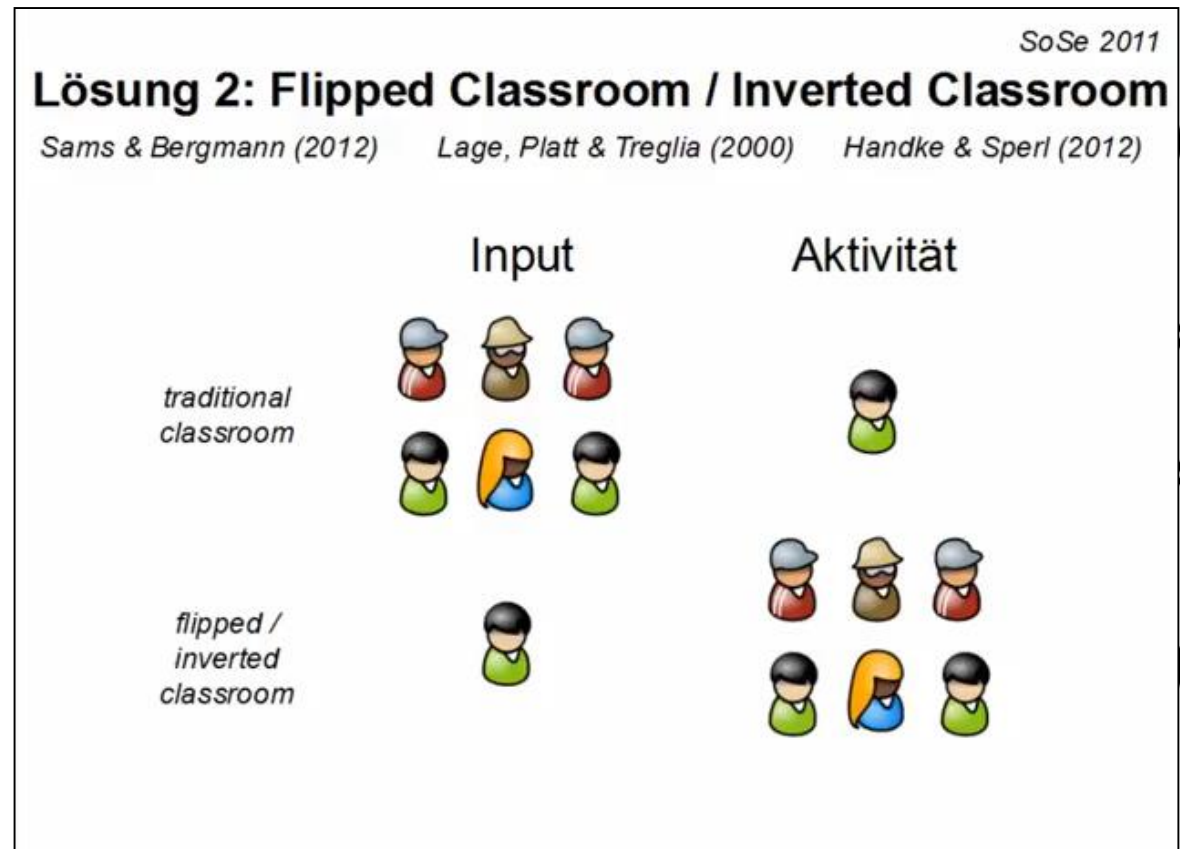 SoSe 2011
Lösung 2: Flipped Classroom / Inverted Classroom
Sams & Bergmann (2012) Lage, Platt & Treglia (2000) Handke & Sperl (2012)
Input Aktivität
traditional
classroom
flipped /
inverted
classroom